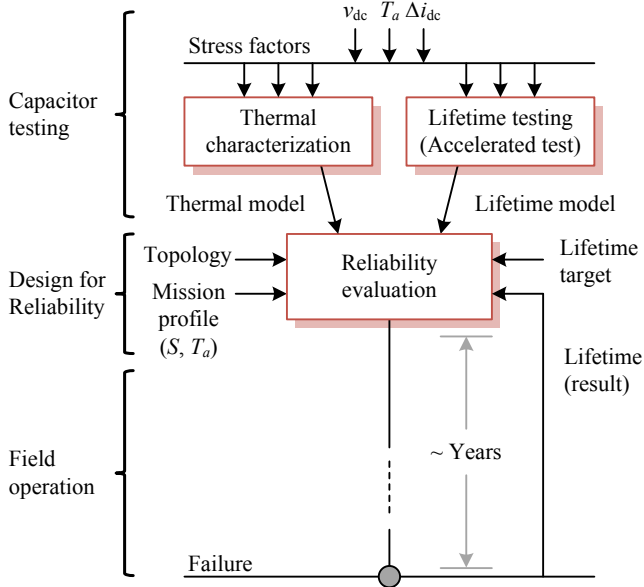 v_dc T_a Δi_dc
Stress factors
Capacitor
testing
Thermal
characterization
Lifetime testing
(Accelerated test)
Thermal model
Lifetime model
Design for
Reliability
Topology
Mission
profile
(S, T_a)
Reliability
evaluation
Lifetime
target
Lifetime
(result)
Field
operation
~ Years
Failure